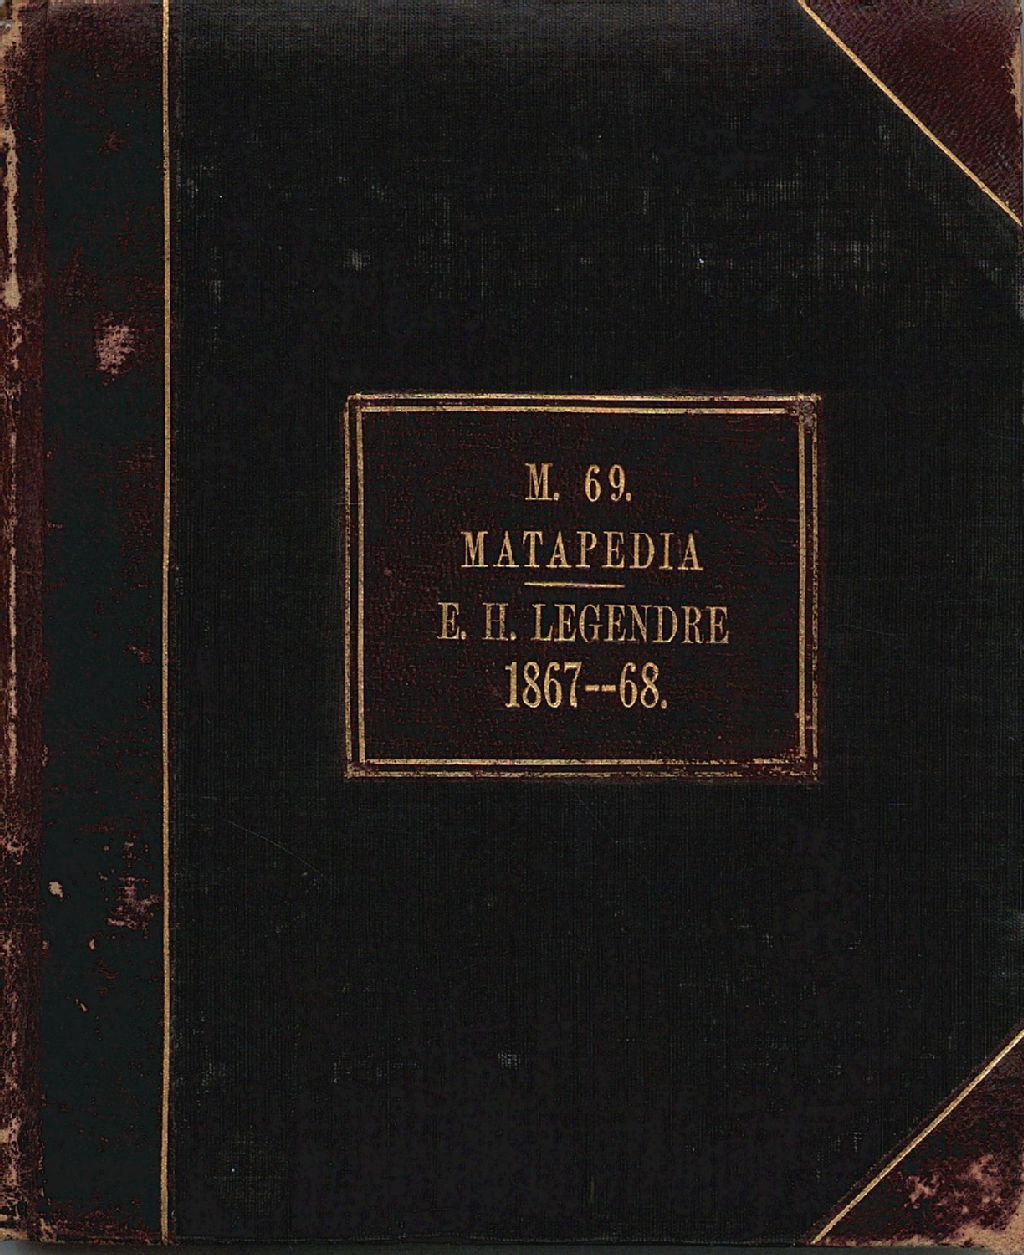 M. 69.
MATAPEDIA
E. H. LEGENDRE
1867--68.